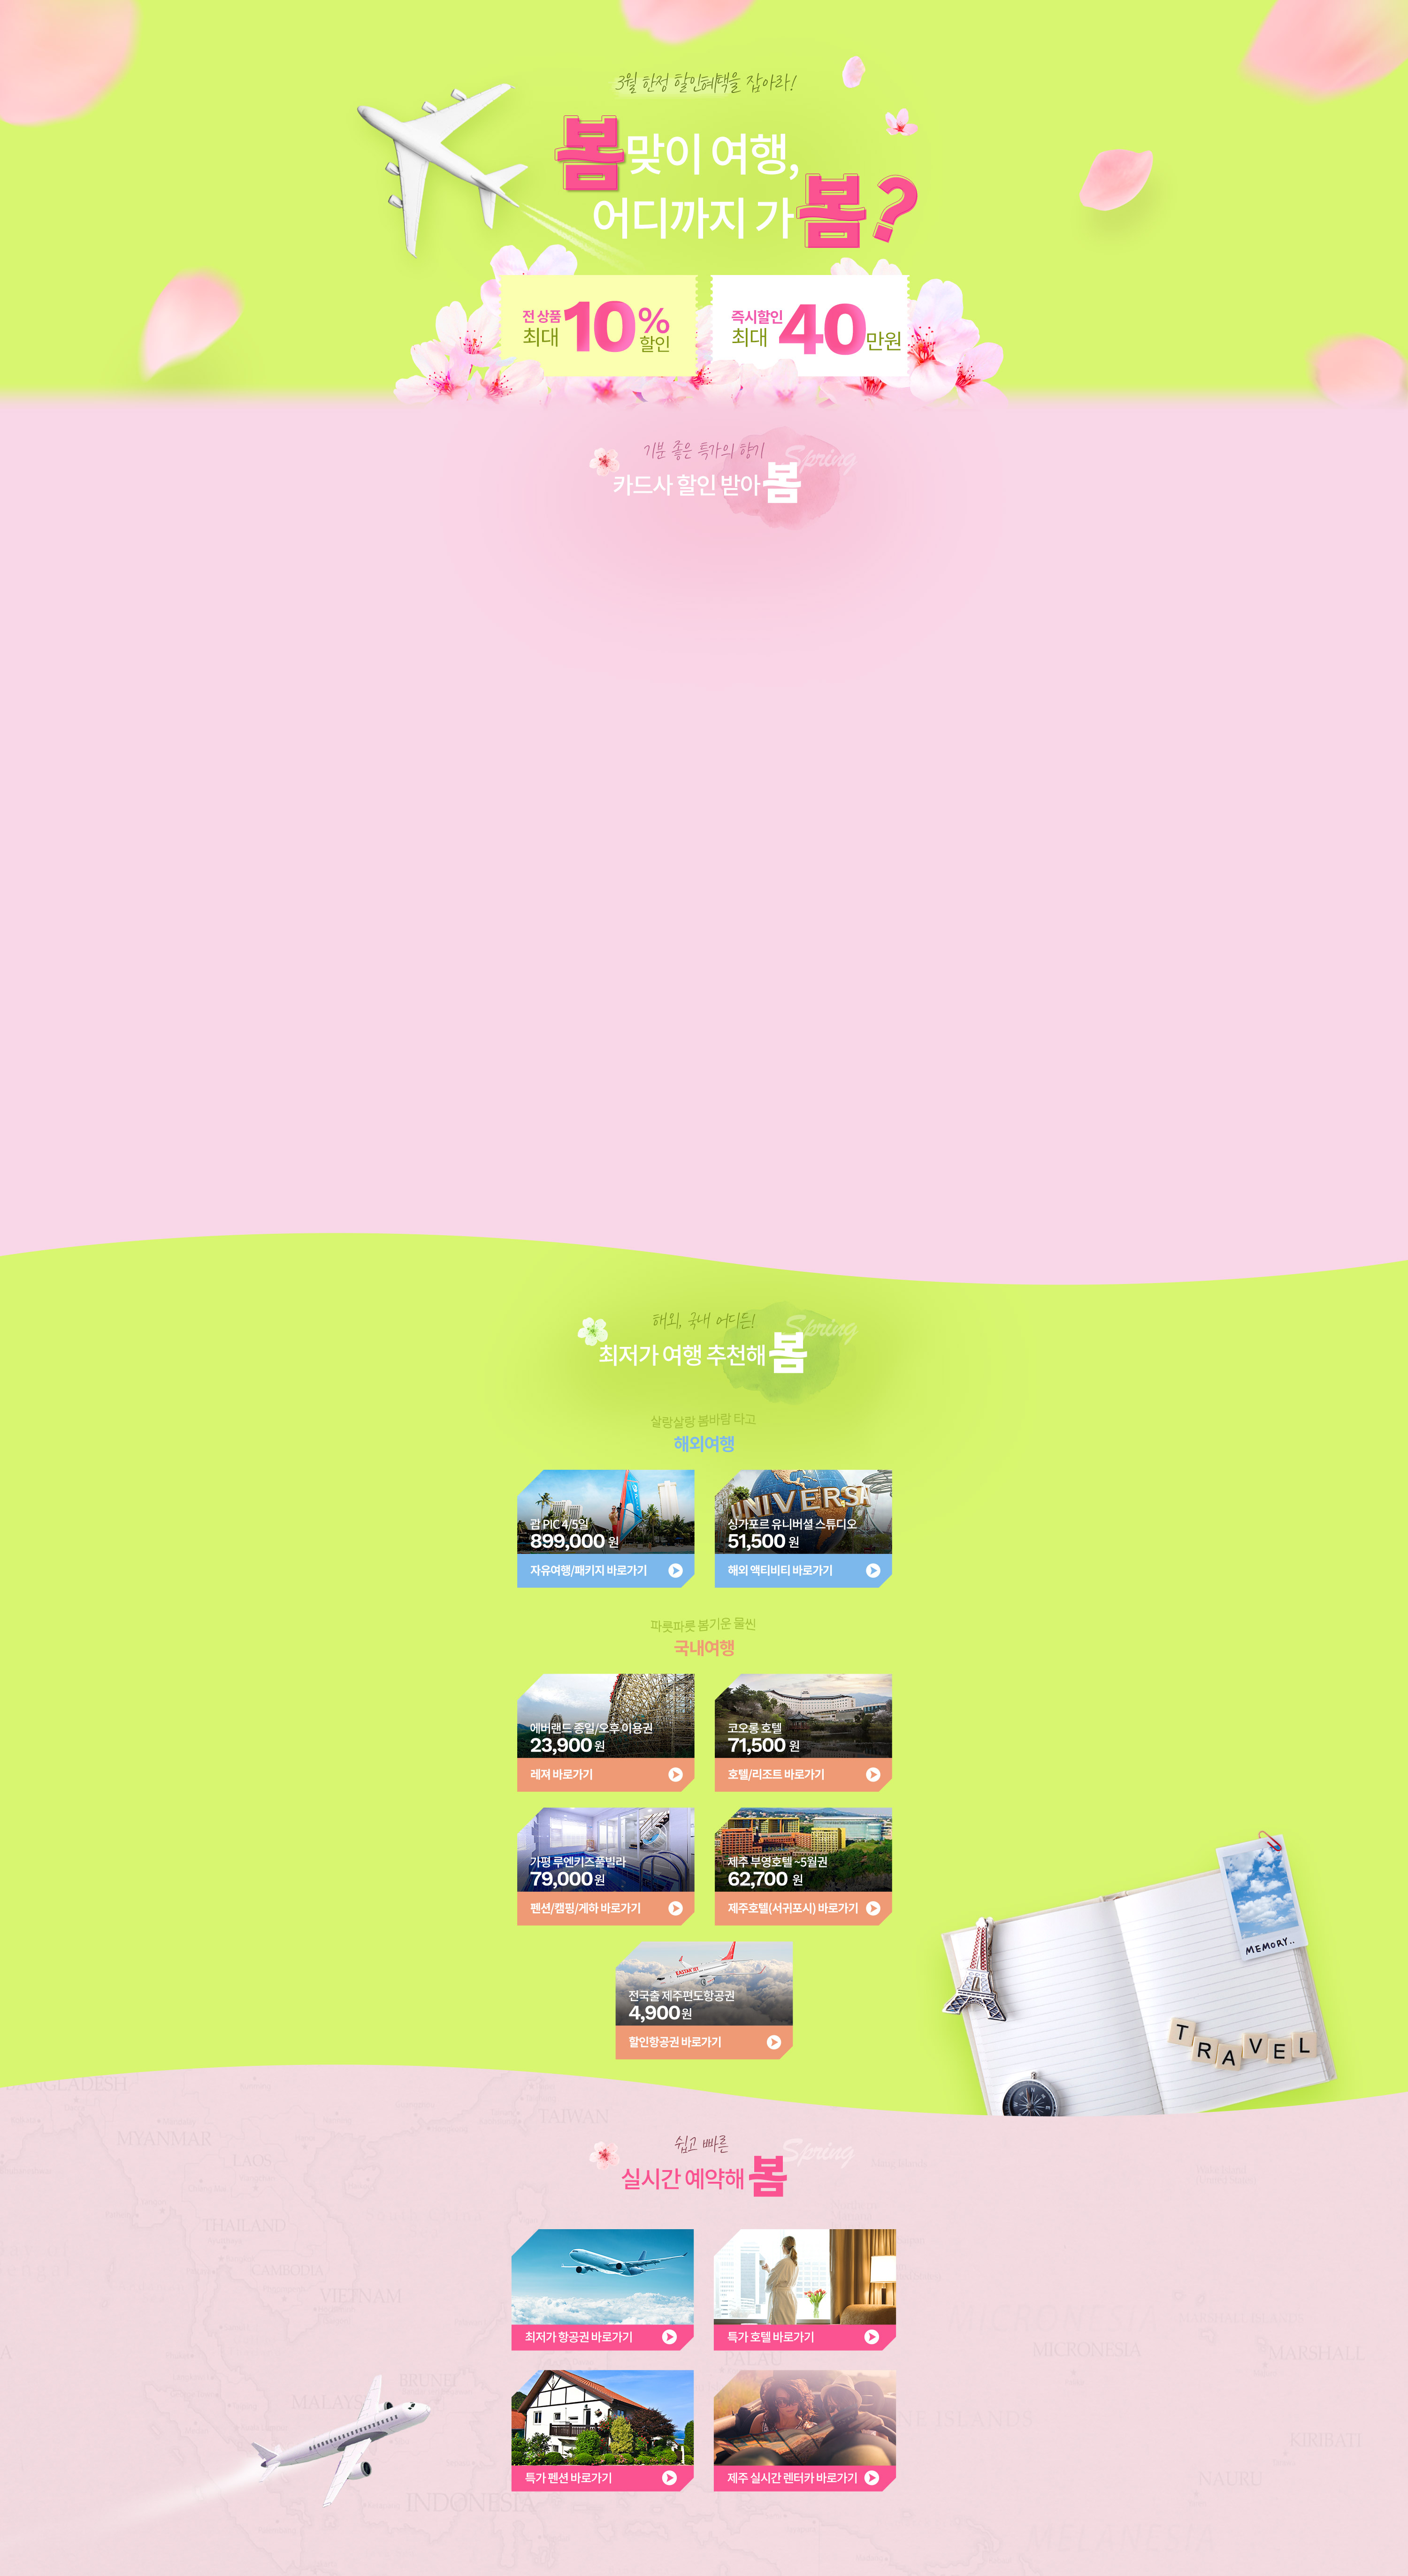 3월 한정 할인혜택을 잡아라!
봄맞이 여행,
어디까지 가봄?
전 상품 최대 10% 할인
즉시할인 최대 40만원
기분 좋은 특가의 향기
Spring
카드사 할인 받아봄
해외, 국내 어디든!
Spring
최저가 여행 추천해봄
살랑살랑 봄바람 타고
해외여행
UNIVERSA
괌 PIC 4/5일
899,000 원
자유여행/패키지 바로가기
싱가포르 유니버셜 스튜디오
51,500 원
해외 액티비티 바로가기
파릇파릇 봄기운 물씬
국내여행
에버랜드 종일/오후 이용권
23,900 원
레져 바로가기
코오롱 호텔
71,500 원
호텔/리조트 바로가기
가평 루엔키즈풀빌라
79,000 원
펜션/캠핑/게하 바로가기
제주 부영호텔 ~5월권
62,700 원
제주호텔(서귀포시) 바로가기
EASTAR JET
전국출 제주편도항공권
4,900 원
할인항공권 바로가기
MEMORY..
TRAVEL
BANGLADESH
MYANMAR
LAOS
TAIWAN
THAILAND
CAMBODIA
VIETNAM
쉽고 빠른
Spring
실시간 예약해 봄
최저가 항공권 바로가기
특가 호텔 바로가기
PALAU
MICRONESIA
MARSHALL
BRUNEI
MALAYS
NE ISLANDS
KIRIBATI
NAURU
INDONESIA
MELANESIA
특가 펜션 바로가기
제주 실시간 렌터카 바로가기